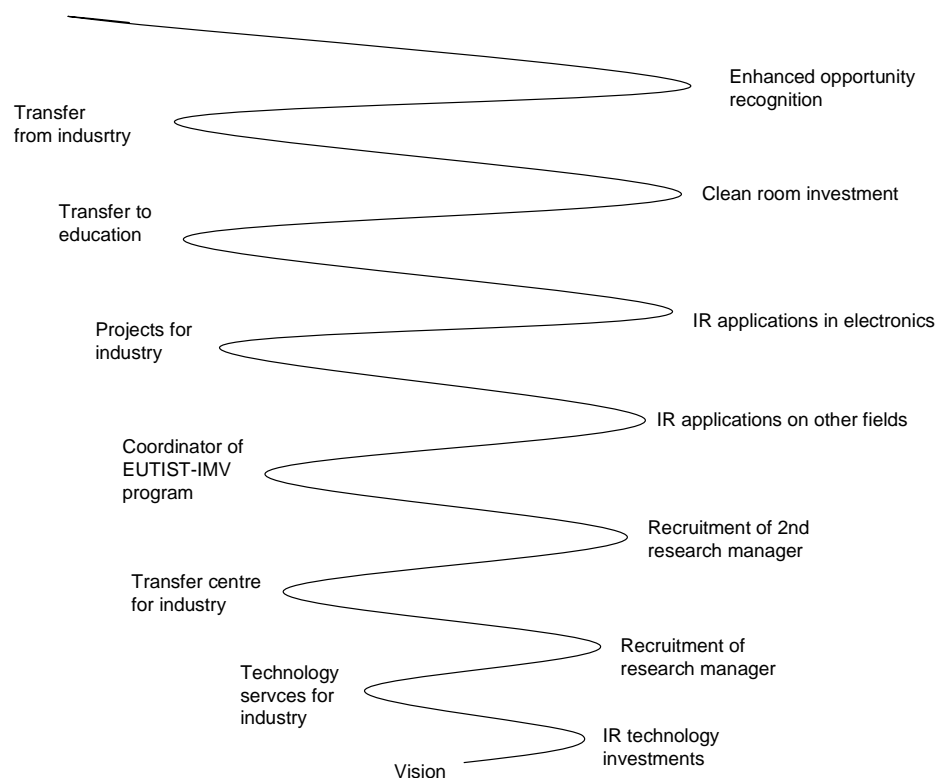 Enhanced opportunity
recognition
Transfer
from indusrtry
Clean room investment
Transfer to
education
IR applications in electronics
Projects for
industry
IR applications on other fields
Coordinator of
EUTIST-IMV
program
Recruitment of 2nd
research manager
Transfer centre
for industry
Recruitment of
research manager
Technology
servces for
industry
IR technology
investments
Vision